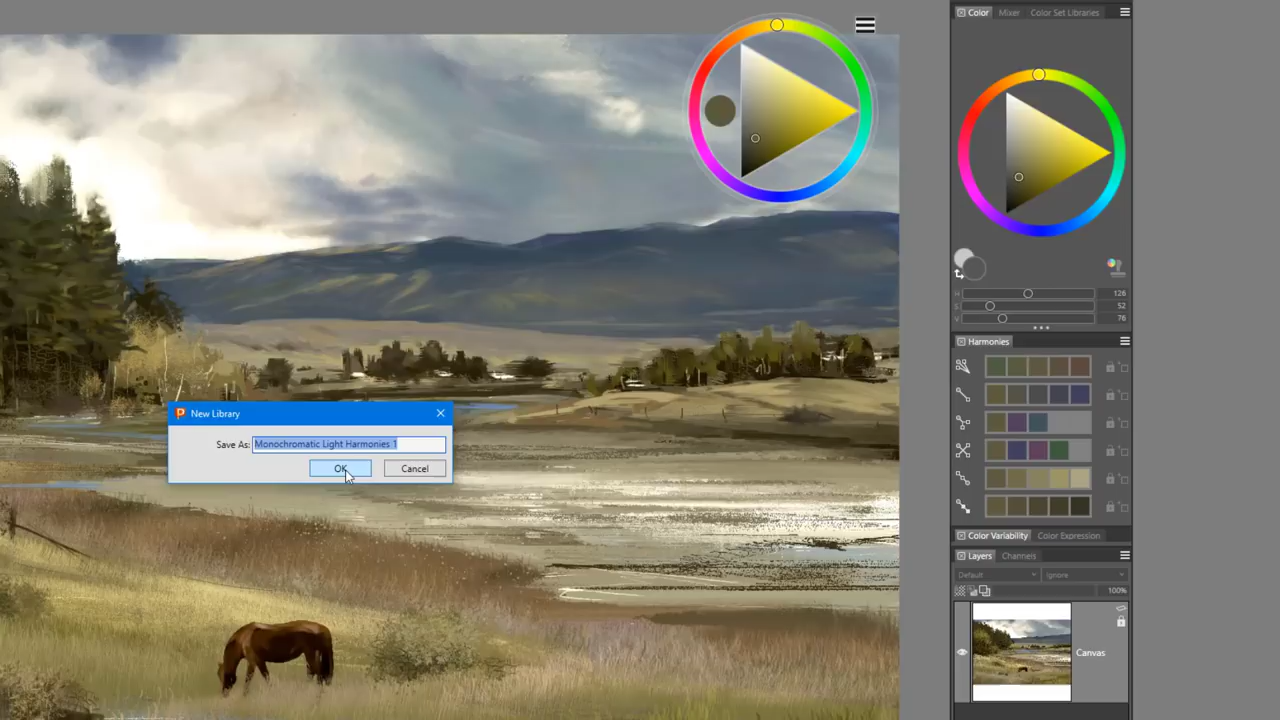 Color Mixer Color Set Libraries
H 126
S 52
V 76
Harmonies
New Library
Save As: Monochromatic Light Harmonies 1
OK Cancel
Color Variability Color Expression
Layers Channels
Default Ignore
100%
Canvas